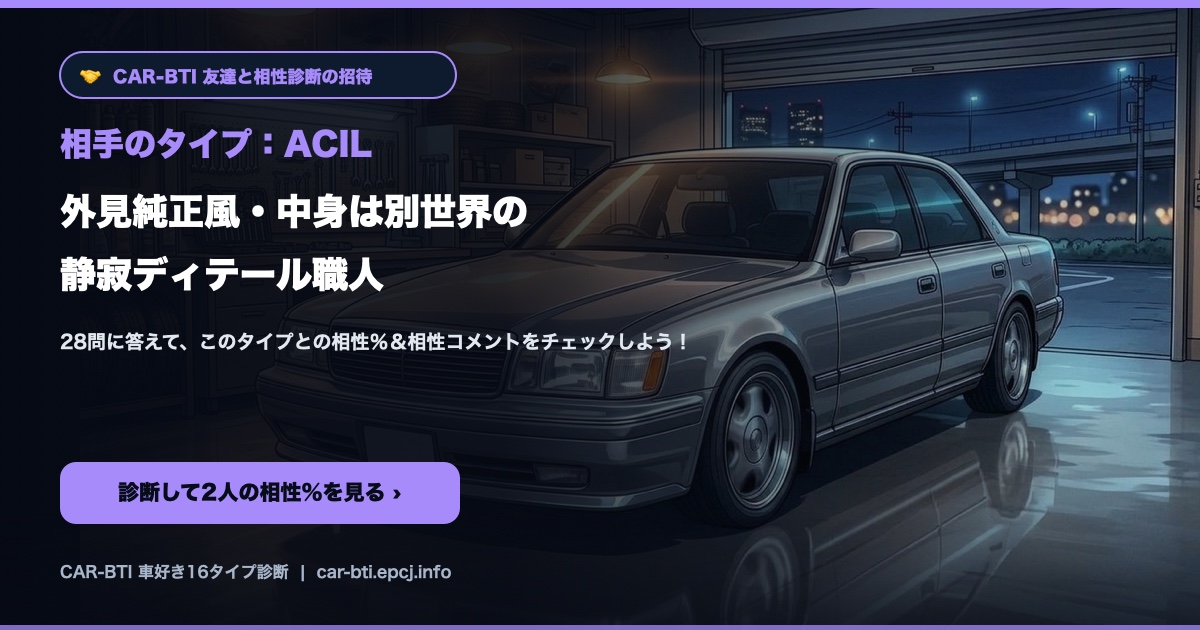 CAR-BTI 友達と相性診断の招待
相手のタイプ：ACIL
外見純正風・中身は別世界の
静寂ディテール職人
28問に答えて、このタイプとの相性%＆相性コメントをチェックしよう！
診断して2人の相性%を見る ›
CAR-BTI 車好き16タイプ診断 | car-bti.epcj.info